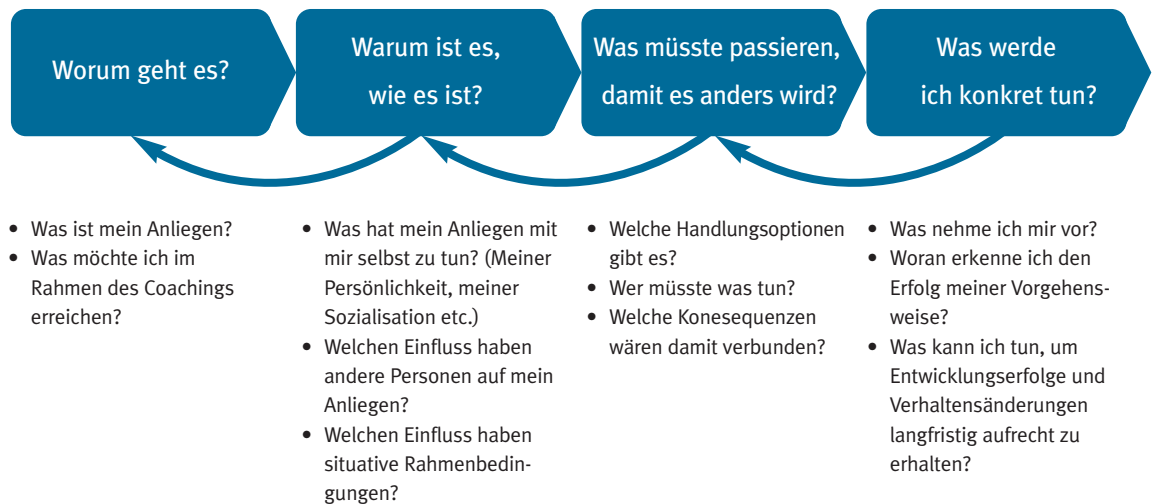 Worum geht es?
Warum ist es,
wie es ist?
Was müsste passieren,
damit es anders wird?
Was werde
ich konkret tun?
• Was ist mein Anliegen?
• Was möchte ich im
Rahmen des Coachings
erreichen?
• Was hat mein Anliegen mit
mir selbst zu tun? (Meiner
Persönlichkeit, meiner
Sozialisation etc.)
• Welchen Einfluss haben
andere Personen auf mein
Anliegen?
• Welchen Einfluss haben
situative Rahmenbedin-
gungen?
• Welche Handlungsoptionen
gibt es?
• Wer müsste was tun?
• Welche Konesequenzen
wären damit verbunden?
• Was nehme ich mir vor?
• Woran erkenne ich den
Erfolg meiner Vorgehens-
weise?
• Was kann ich tun, um
Entwicklungserfolge und
Verhaltensänderungen
langfristig aufrecht zu
erhalten?